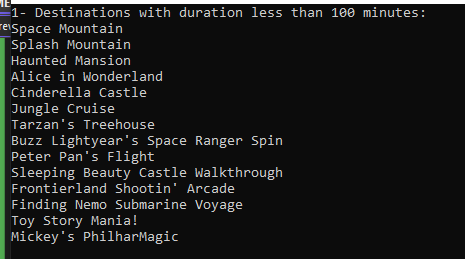 1- Destinations with duration less than 100 minutes:
Space Mountain
Splash Mountain
Haunted Mansion
Alice in Wonderland
Cinderella Castle
Jungle Cruise
Tarzan's Treehouse
Buzz Lightyear's Space Ranger Spin
Peter Pan's Flight
Sleeping Beauty Castle Walkthrough
Frontierland Shootin' Arcade
Finding Nemo Submarine Voyage
Toy Story Mania!
Mickey's PhilharMagic